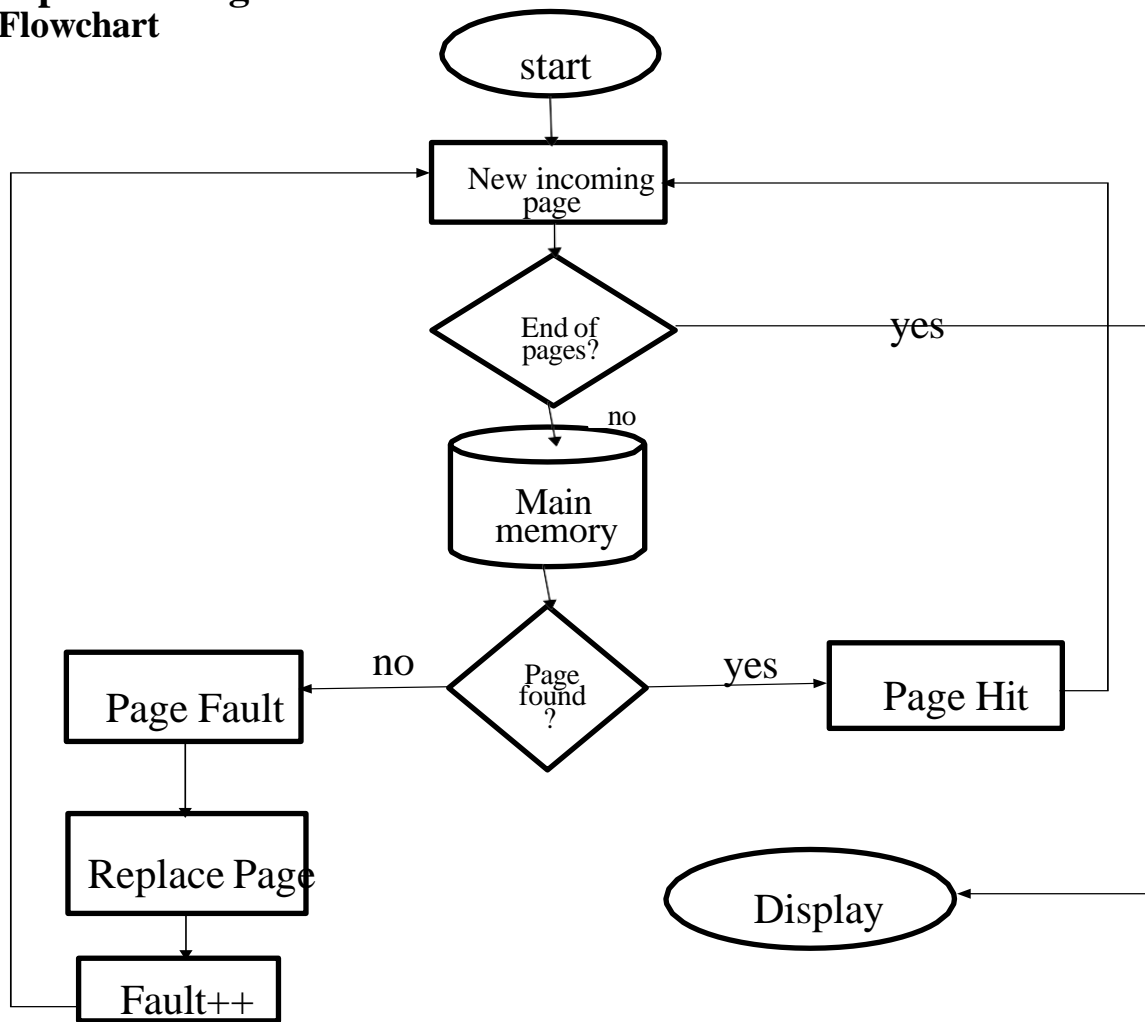 Flowchart
start
New incoming
page
End of
pages?
yes
no
Main
memory
Page
found
?
no
yes
Page Fault
Page Hit
Replace Page
Display
Fault++